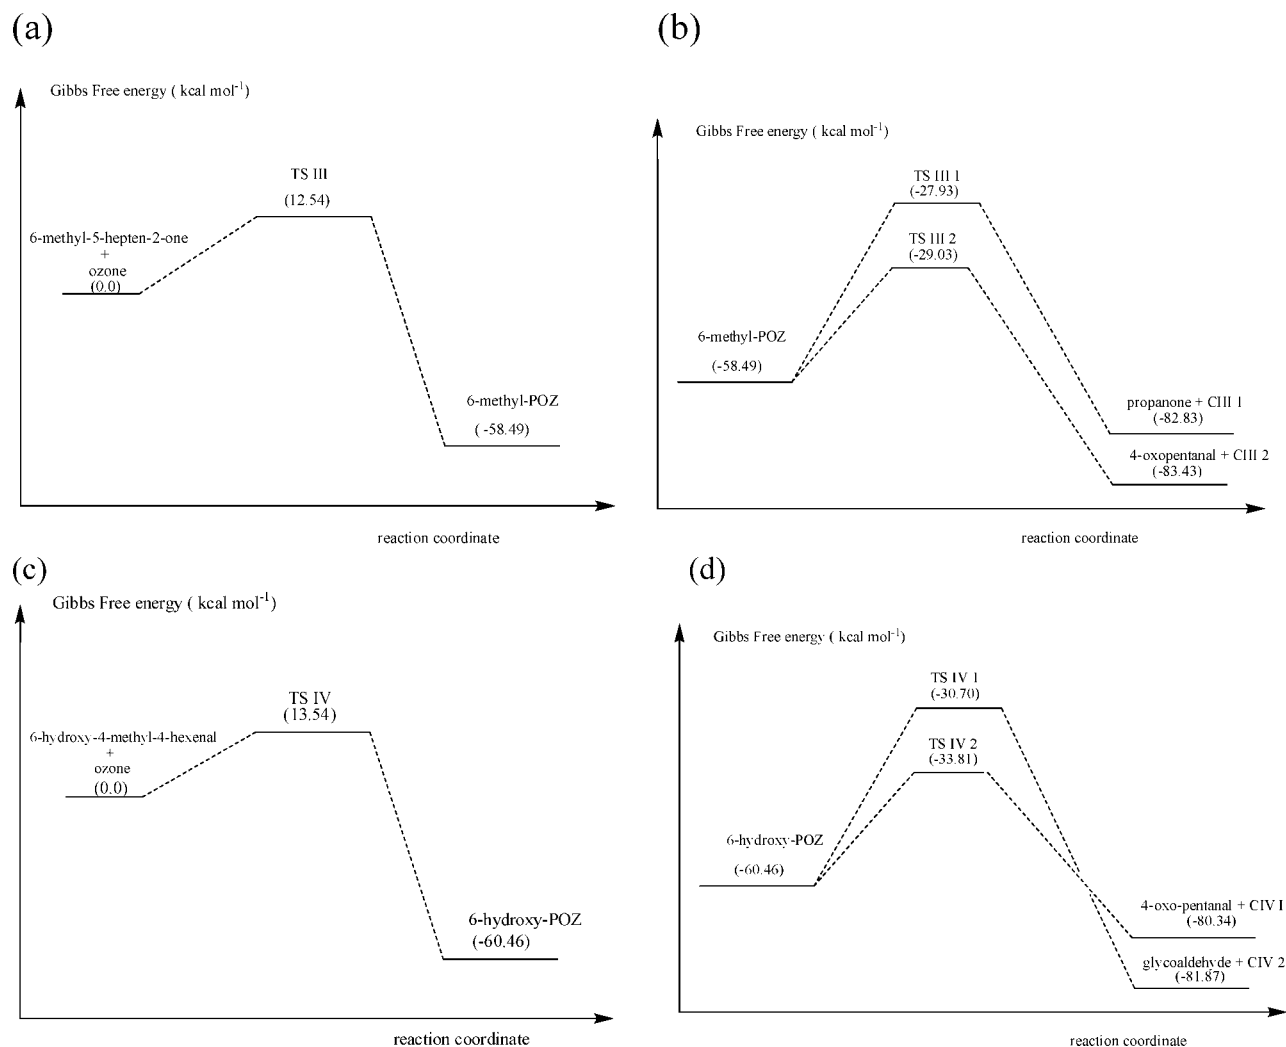 (a)
Gibbs Free energy ( kcal mol⁻¹)
TS III
(12.54)
6-methyl-5-hepten-2-one
+
ozone
(0.0)
6-methyl-POZ
( -58.49)
reaction coordinate
(b)
Gibbs Free energy ( kcal mol⁻¹)
TS III 1
(-27.93)
TS III 2
(-29.03)
6-methyl-POZ
(-58.49)
propanone + CIII 1
(-82.83)
4-oxopentanal + CIII 2
(-83.43)
reaction coordinate
(c)
Gibbs Free energy ( kcal mol⁻¹)
TS IV
(13.54)
6-hydroxy-4-methyl-4-hexenal
+
ozone
(0.0)
6-hydroxy-POZ
(-60.46)
reaction coordinate
(d)
Gibbs Free energy ( kcal mol⁻¹)
TS IV 1
(-30.70)
TS IV 2
(-33.81)
6-hydroxy-POZ
(-60.46)
4-oxo-pentanal + CIV I
(-80.34)
glycoaldehyde + CIV 2
(-81.87)
reaction coordinate